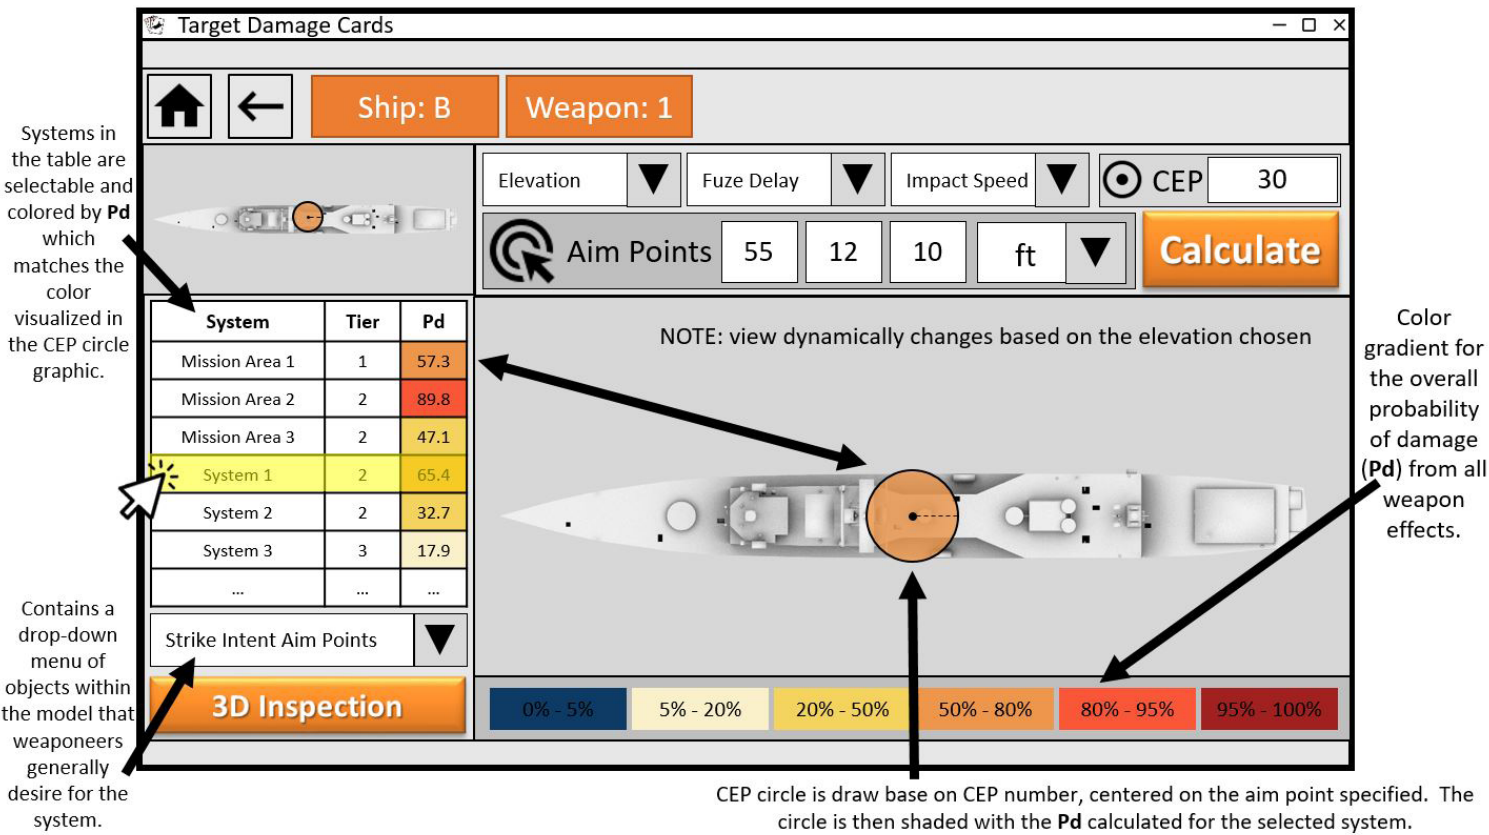 Target Damage Cards
Ship: B
Weapon: 1
Systems in
the table are
selectable and
colored by Pd
which
matches the
color
visualized in
the CEP circle
graphic.
Elevation
Fuze Delay
Impact Speed
CEP
30
Aim Points
55
12
10
ft
Calculate
System Tier Pd
Mission Area 1 1 57.3
Mission Area 2 2 89.8
Mission Area 3 2 47.1
System 1 2 65.4
System 2 2 32.7
System 3 3 17.9
... ... ...
Strike Intent Aim Points
3D Inspection
Contains a
drop-down
menu of
objects within
the model that
weaponeers
generally
desire for the
system.
NOTE: view dynamically changes based on the elevation chosen
Color
gradient for
the overall
probability
of damage
(Pd) from all
weapon
effects.
0% - 5%
5% - 20%
20% - 50%
50% - 80%
80% - 95%
95% - 100%
CEP circle is draw base on CEP number, centered on the aim point specified. The
circle is then shaded with the Pd calculated for the selected system.